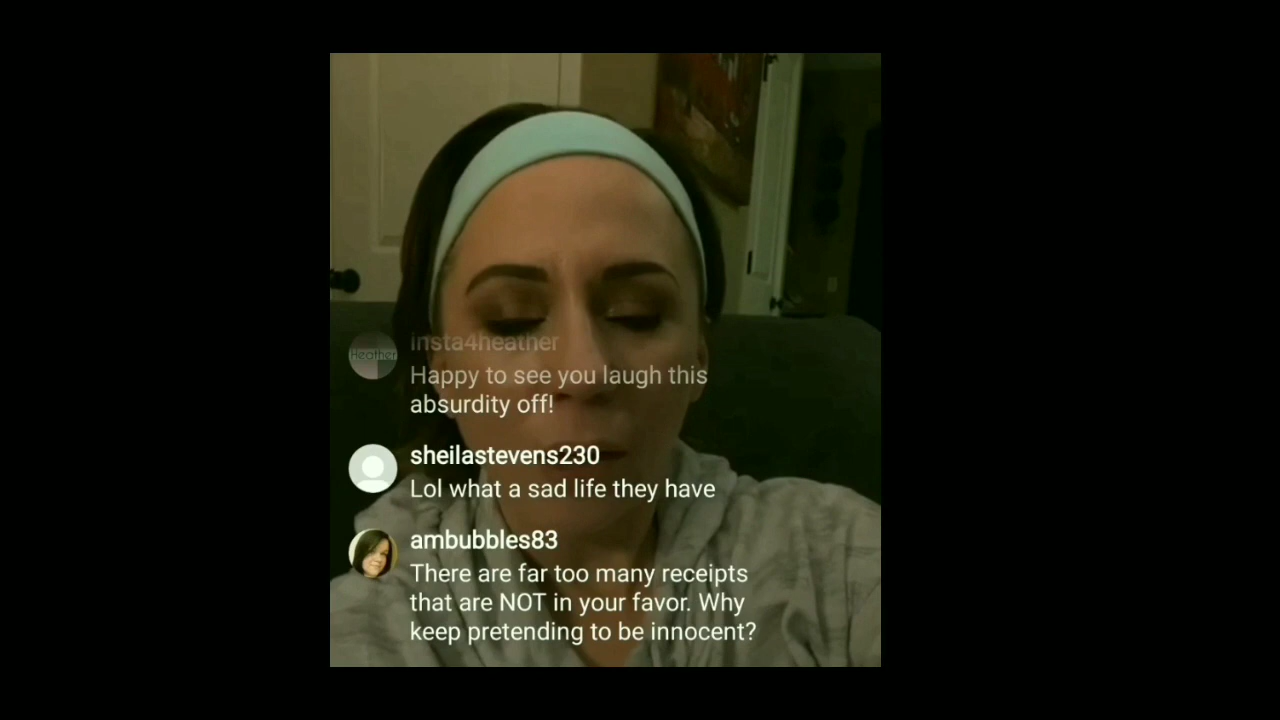 insta4heather
Heather
Happy to see you laugh this
absurdity off!
sheilastevens230
Lol what a sad life they have
ambubbles83
There are far too many receipts
that are NOT in your favor. Why
keep pretending to be innocent?